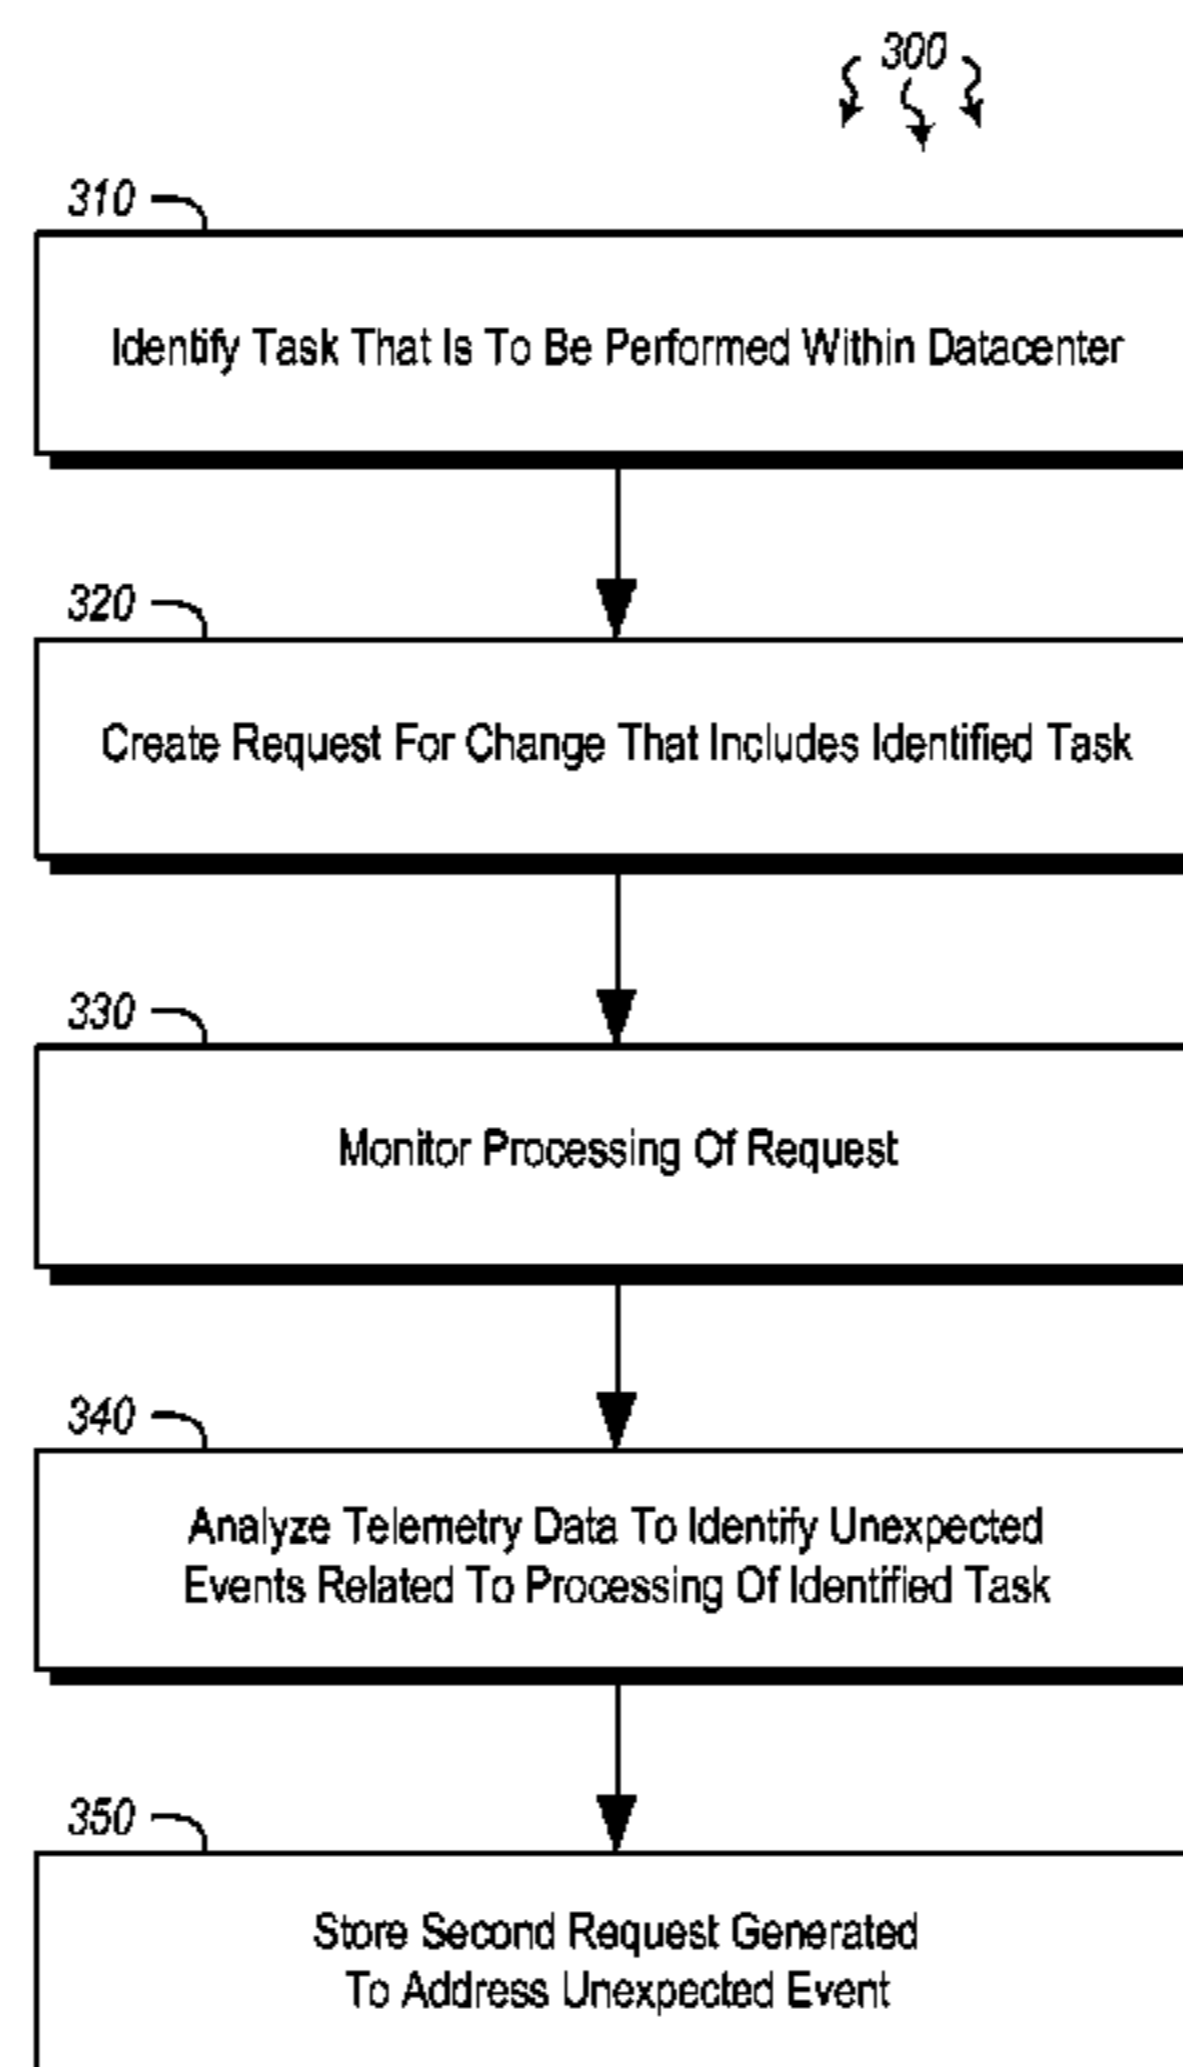 300
310
Identify Task That Is To Be Performed Within Datacenter
320
Create Request For Change That Includes Identified Task
330
Monitor Processing Of Request
340
Analyze Telemetry Data To Identify Unexpected
Events Related To Processing Of Identified Task
350
Store Second Request Generated
To Address Unexpected Event